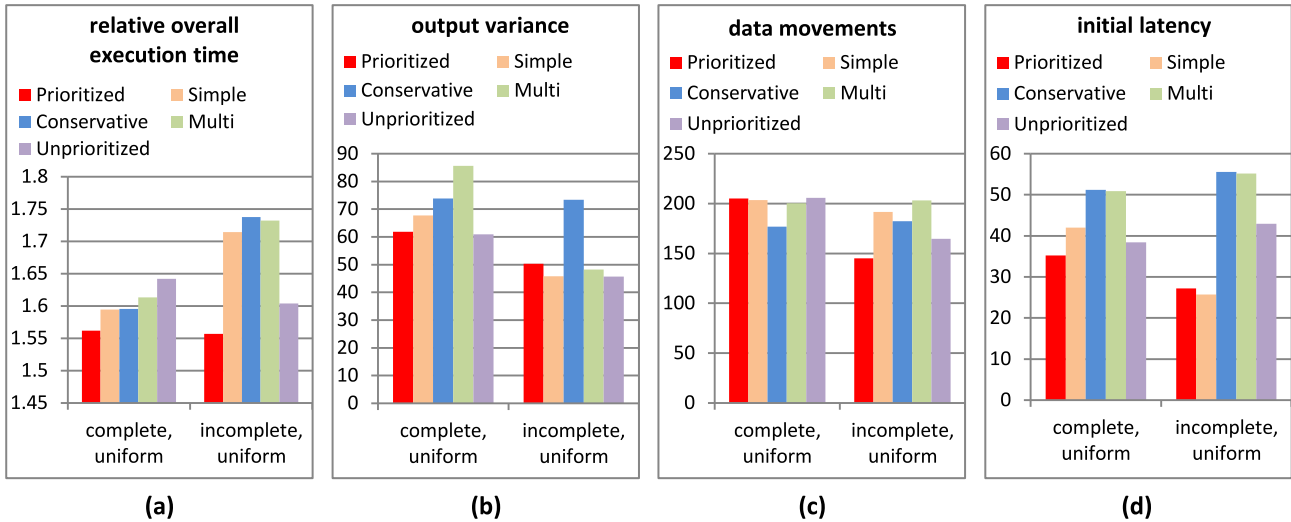 relative overall
execution time
Prioritized Simple
Conservative Multi
Unprioritized
1.8
1.75
1.7
1.65
1.6
1.55
1.5
1.45
complete, incomplete,
uniform uniform
(a)
output variance
Prioritized Simple
Conservative Multi
Unprioritized
90
80
70
60
50
40
30
20
10
0
complete, incomplete,
uniform uniform
(b)
data movements
Prioritized Simple
Conservative Multi
Unprioritized
250
200
150
100
50
0
complete, incomplete,
uniform uniform
(c)
initial latency
Prioritized Simple
Conservative Multi
Unprioritized
60
50
40
30
20
10
0
complete, incomplete,
uniform uniform
(d)